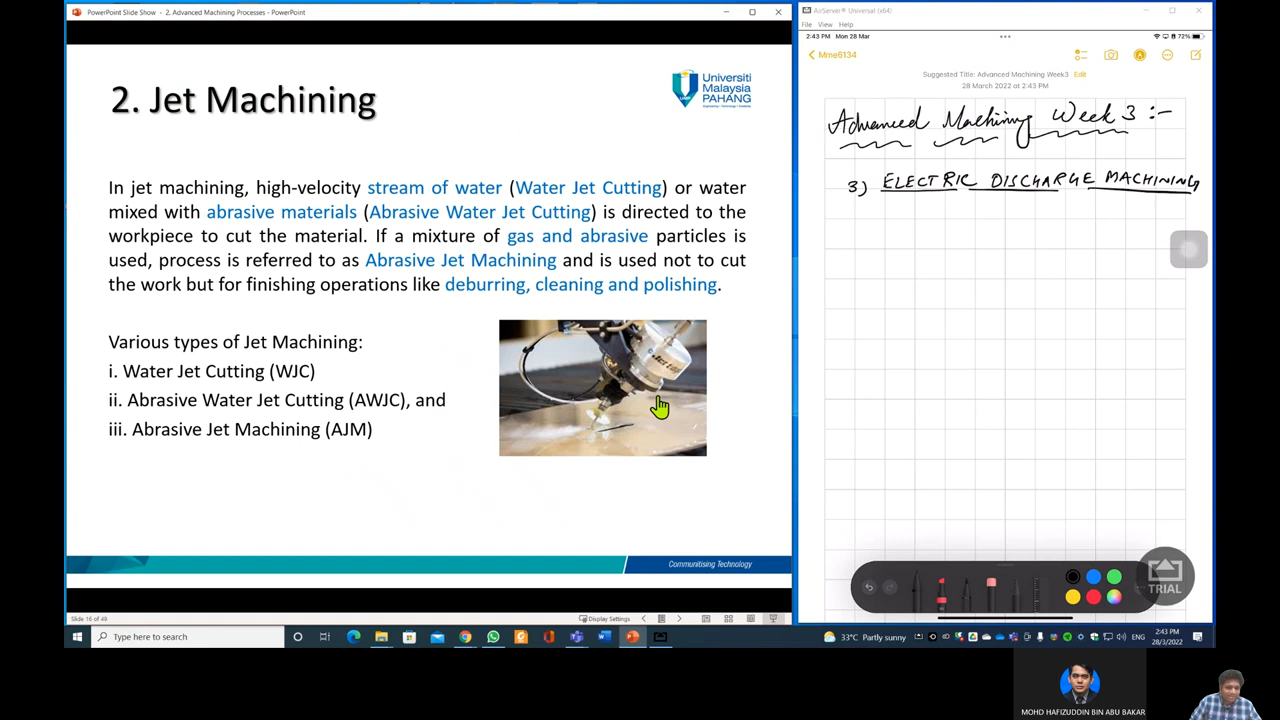 PowerPoint Slide Show - 2. Advanced Machining Processes - PowerPoint
2. Jet Machining
Universiti
Malaysia
PAHANG
In jet machining, high-velocity stream of water (Water Jet Cutting) or water
mixed with abrasive materials (Abrasive Water Jet Cutting) is directed to the
workpiece to cut the material. If a mixture of gas and abrasive particles is
used, process is referred to as Abrasive Jet Machining and is used not to cut
the work but for finishing operations like deburring, cleaning and polishing.
Various types of Jet Machining:
i. Water Jet Cutting (WJC)
ii. Abrasive Water Jet Cutting (AWJC), and
iii. Abrasive Jet Machining (AJM)
Communitising Technology
Slide 16 of 49
Display Settings
Type here to search
AirServer® Universal (x64)
File View Help
2:43 PM Mon 28 Mar
72%
Mme6134
Suggested Title: Advanced Machining Week3 Edit
28 March 2022 at 2:43 PM
Advanced Machining Week 3 :-
3) ELECTRIC DISCHARGE MACHINING
TRIAL
33°C Partly sunny
ENG
2:43 PM
28/3/2022
MOHD HAFIZUDDIN BIN ABU BAKAR